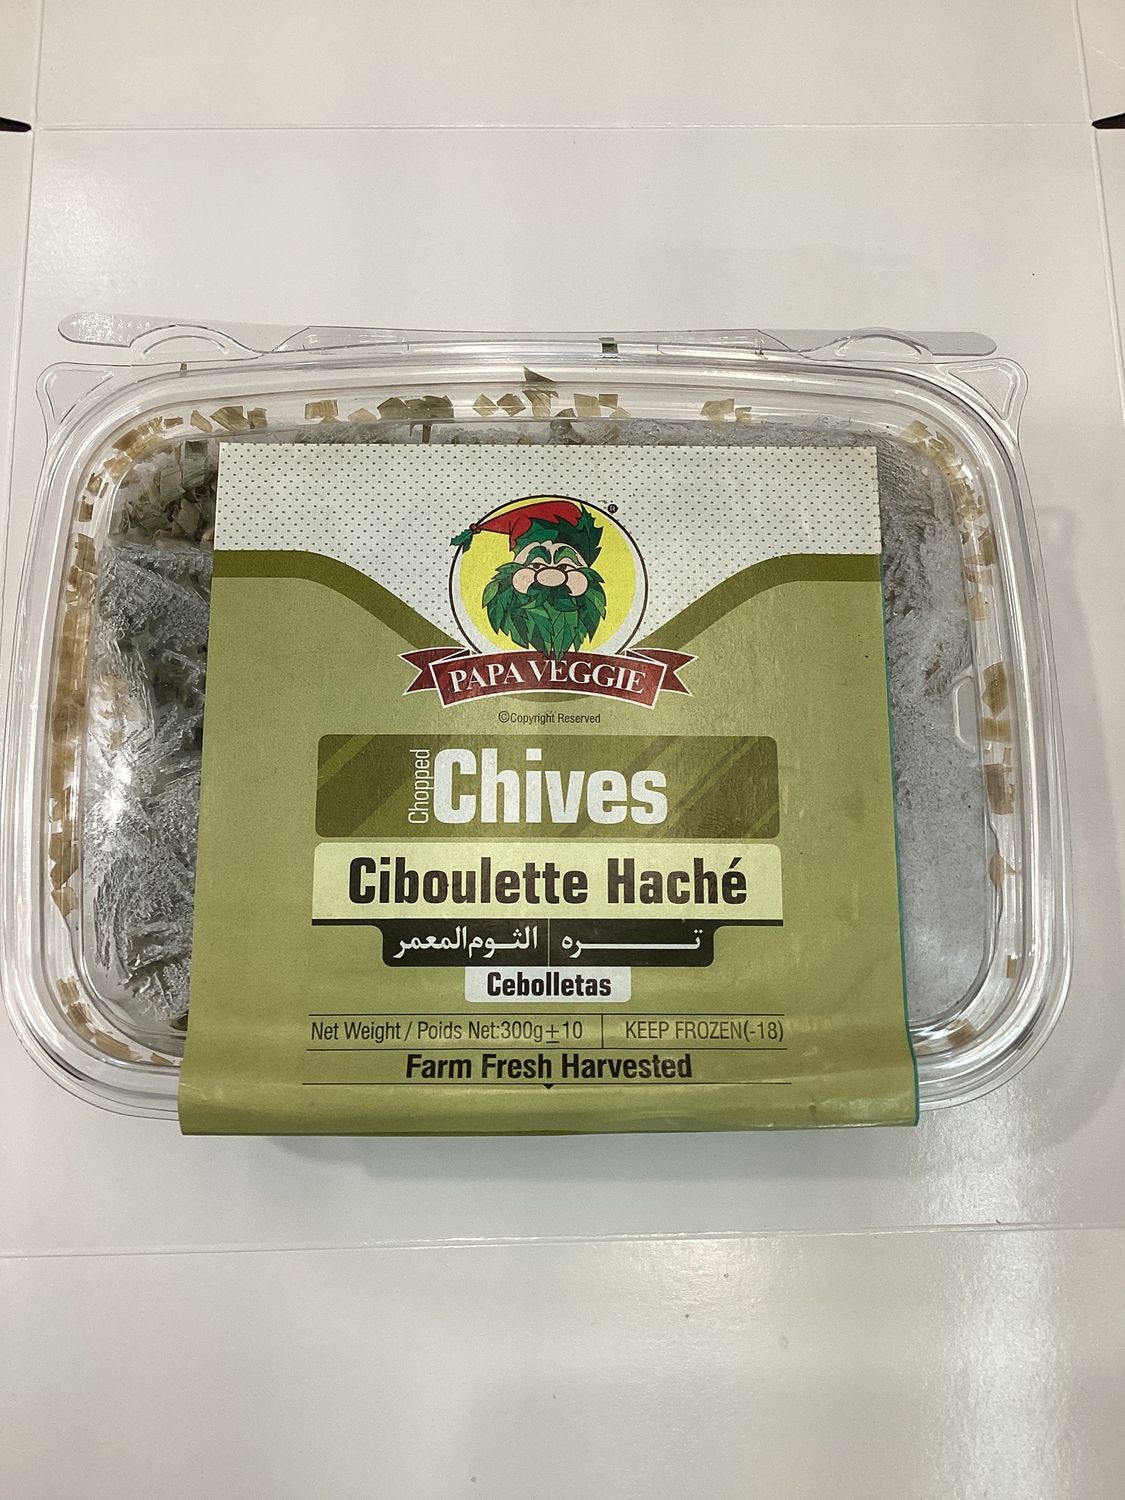 ®
PAPA VEGGIE
©Copyright Reserved
Chopped
Chives
Ciboulette Haché
الثوم المعمر | تره
Cebolletas
Net Weight / Poids Net:300g±10 | KEEP FROZEN(-18)
Farm Fresh Harvested